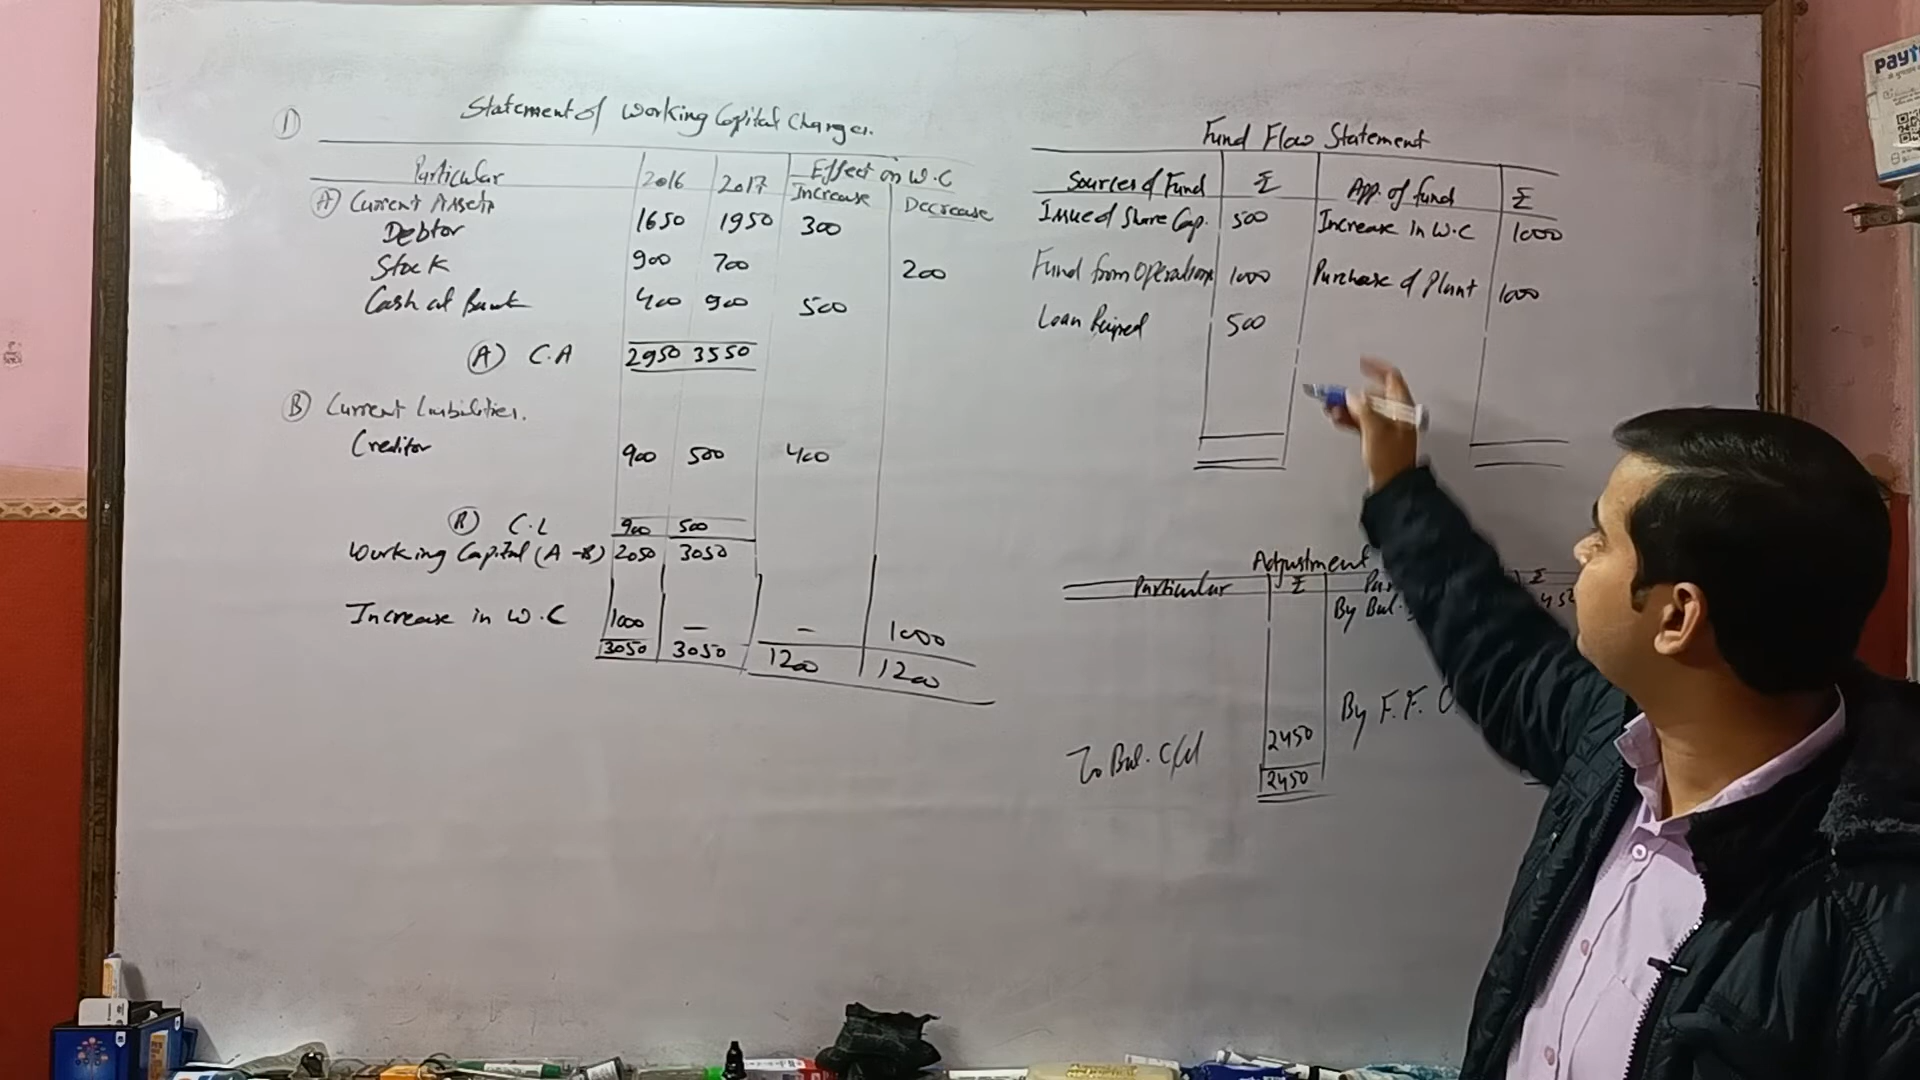 ① Statement of Working Capital Changes.
Particular 2016 2017 Effect on W.C
Increase Decrease
Ⓐ Current Assets
Debtor 1650 1950 300
Stock 900 700 200
Cash at Bank 400 900 500
Ⓐ C.A 2950 3550
Ⓑ Current Liabilities.
Creditor 900 500 400
Ⓑ C.L 900 500
Working Capital (A-B) 2050 3050
Increase in W.C 1000 — — 1000
3050 3050 1200 1200
Fund Flow Statement
Sources of Fund ₹ App. of fund ₹
Issue of Share Cap. 500 Increase in W.C 1000
Fund from Operations 1000 Purchase of Plant 1000
Loan Raised 500
Adjustment
Particular ₹ ₹
By Bal.
By F.F.
To Bal. C/d 2450
2450
Payt